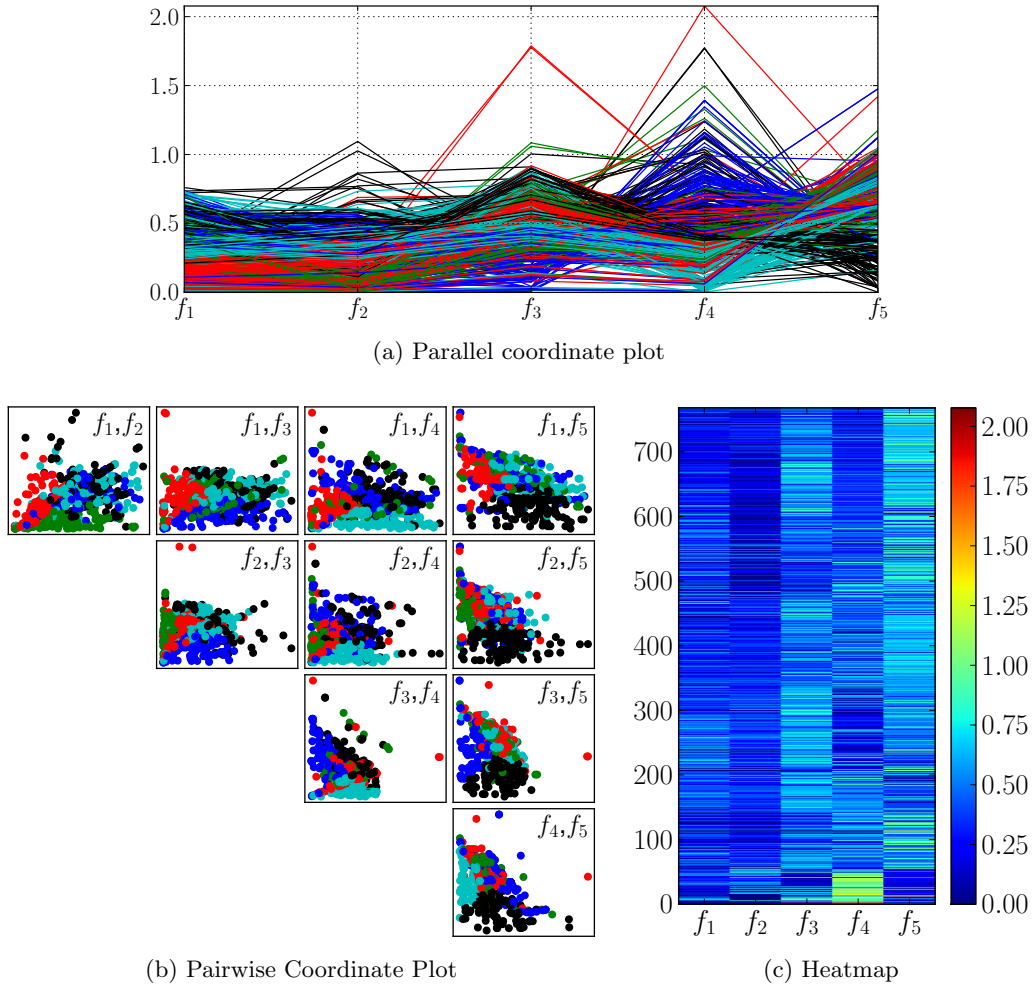 2.0
1.5
1.0
0.5
0.0
f₁ f₂ f₃ f₄ f₅
(a) Parallel coordinate plot
f₁,f₂ f₁,f₃ f₁,f₄ f₁,f₅
f₂,f₃ f₂,f₄ f₂,f₅
f₃,f₄ f₃,f₅
f₄,f₅
(b) Pairwise Coordinate Plot
700
600
500
400
300
200
100
0
f₁ f₂ f₃ f₄ f₅
2.00
1.75
1.50
1.25
1.00
0.75
0.50
0.25
0.00
(c) Heatmap